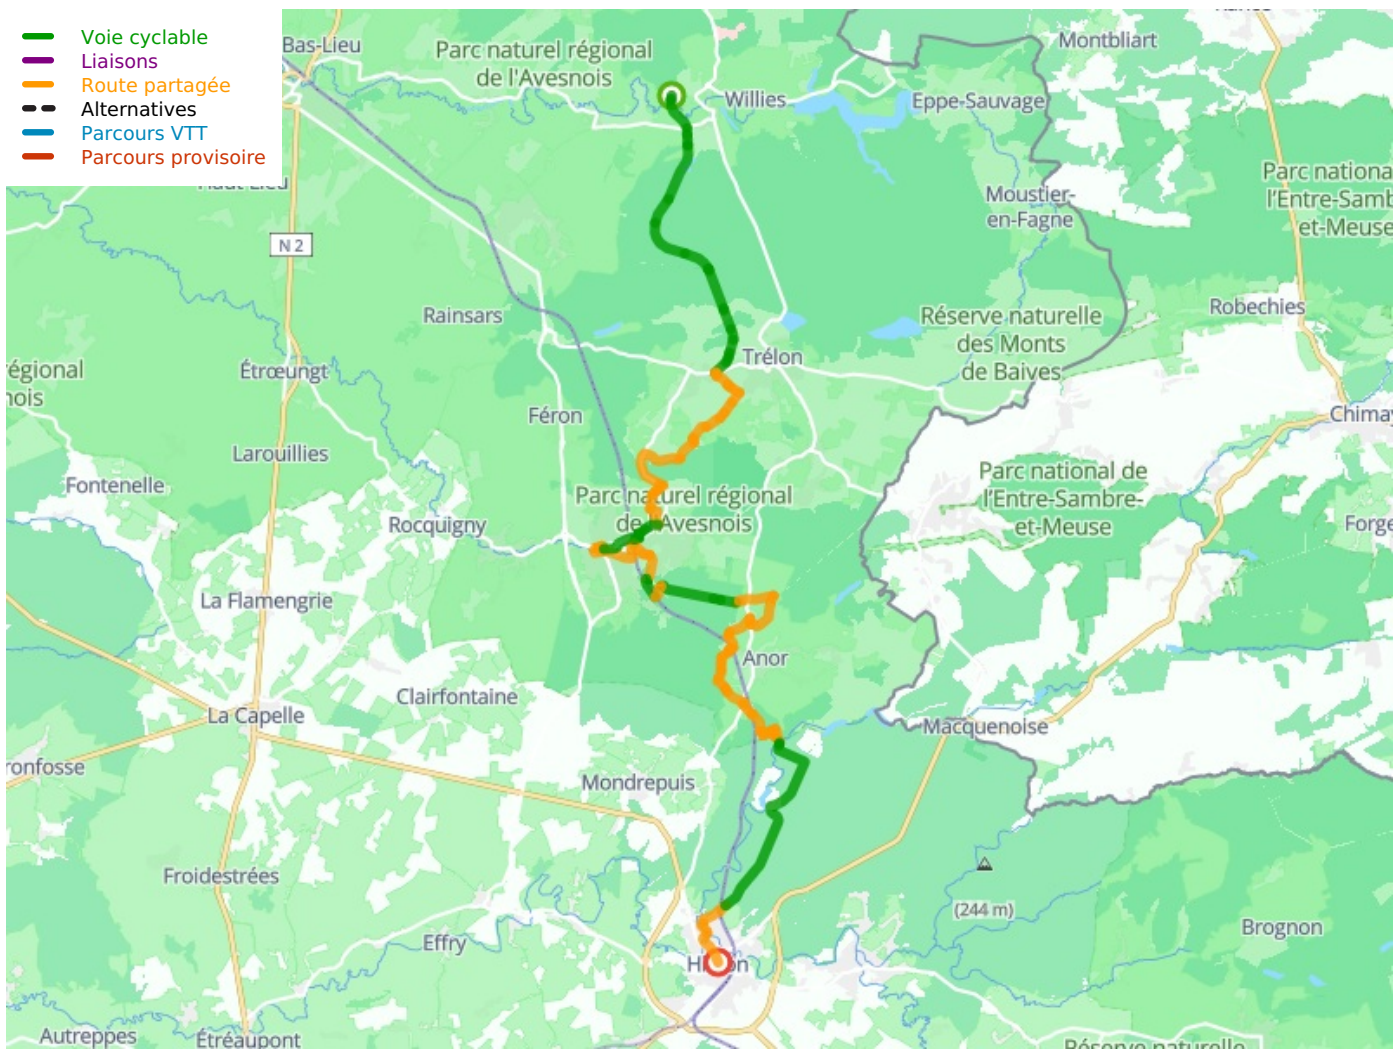 Voie cyclable
Liaisons
Route partagée
Alternatives
Parcours VTT
Parcours provisoire
Bas-Lieu
Parc naturel régional
de l'Avesnois
Willies
Eppe-Sauvage
Montbliart
Parc nationa
l'Entre-Samb
et-Meuse
Moustier-
en-Fagne
N 2
Rainsars
Réserve naturelle
des Monts
de Baives
Robechies
Trélon
égional
nois
Étrœungt
Féron
Chimay
Larouillies
Fontenelle
Parc national de
l'Entre-Sambre-
et-Meuse
Parc naturel régional
de l'Avesnois
Rocquigny
Forge
La Flamengrie
Anor
Clairfontaine
La Capelle
Macquenoise
ronfosse
Mondrepuis
Froidestrées
(244 m)
Brognon
Effry
Autreppes
Étréaupont
Réserve naturelle